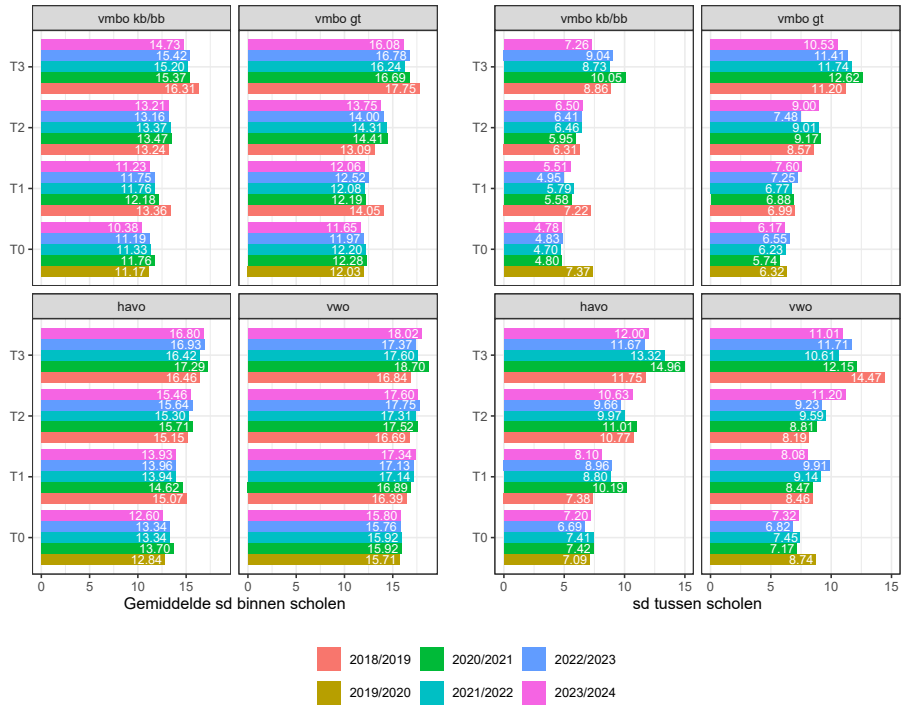 vmbo kb/bb vmbo gt vmbo kb/bb vmbo gt
14.73 16.08 7.26 10.53
15.42 16.78 9.04 11.41
T3 15.20 16.24 T3 8.73 11.74
15.37 16.69 10.05 12.62
16.31 17.75 8.86 11.20
13.21 13.75 6.50 9.00
13.16 14.00 6.41 7.48
T2 13.37 14.31 T2 6.46 9.01
13.47 14.41 5.95 9.17
13.24 13.09 6.31 8.57
11.23 12.06 5.51 7.60
11.75 12.52 4.95 7.25
T1 11.76 12.08 T1 5.79 6.77
12.18 12.19 5.58 6.88
13.36 14.05 7.22 6.99
10.38 11.65 4.78 6.17
11.19 11.97 4.83 6.55
T0 11.33 12.20 T0 4.70 6.23
11.76 12.28 4.80 5.74
11.17 12.03 7.37 6.32
havo vwo havo vwo
16.80 18.02 12.00 11.01
16.93 17.37 11.67 11.71
T3 16.42 17.60 T3 13.32 10.61
17.29 18.70 14.96 12.15
16.46 16.84 11.75 14.47
15.46 17.60 10.63 11.20
15.64 17.75 9.66 9.23
T2 15.30 17.31 T2 9.97 9.59
15.71 17.52 11.01 8.81
15.15 16.69 10.77 8.19
13.93 17.34 8.10 8.08
13.96 17.13 8.96 9.91
T1 13.94 17.14 T1 8.80 9.14
14.62 16.89 10.19 8.47
15.07 16.39 7.38 8.46
12.60 15.80 7.20 7.32
13.34 15.76 6.69 6.82
T0 13.34 15.92 T0 7.41 7.45
13.70 15.92 7.42 7.17
12.84 15.71 7.09 8.74
0 5 15 0 5 15 0 5 10 15 0 5 10 15
Gemiddelde sd binnen scholen sd tussen scholen
2018/2019 2020/2021 2022/2023
2019/2020 2021/2022 2023/2024